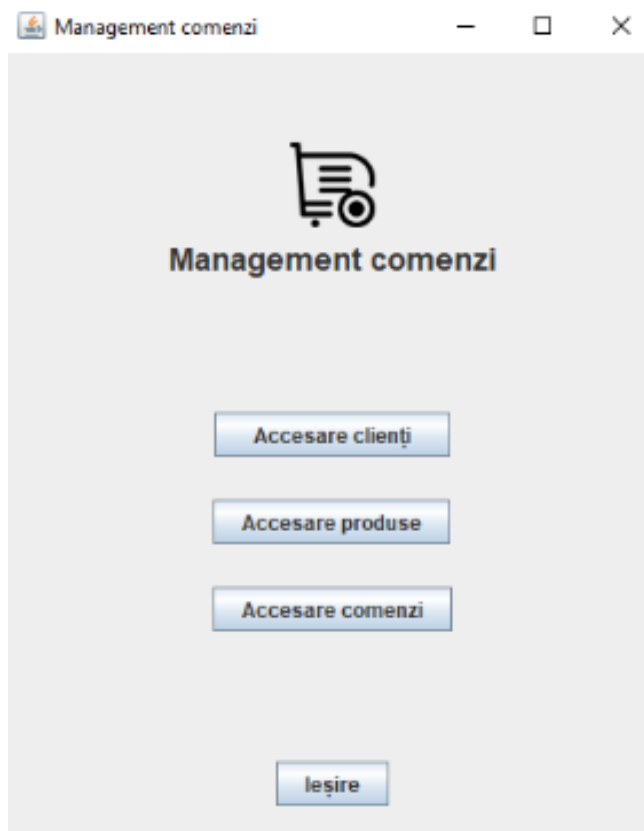 Management comenzi
Management comenzi
Accesare clienți
Accesare produse
Accesare comenzi
Ieșire